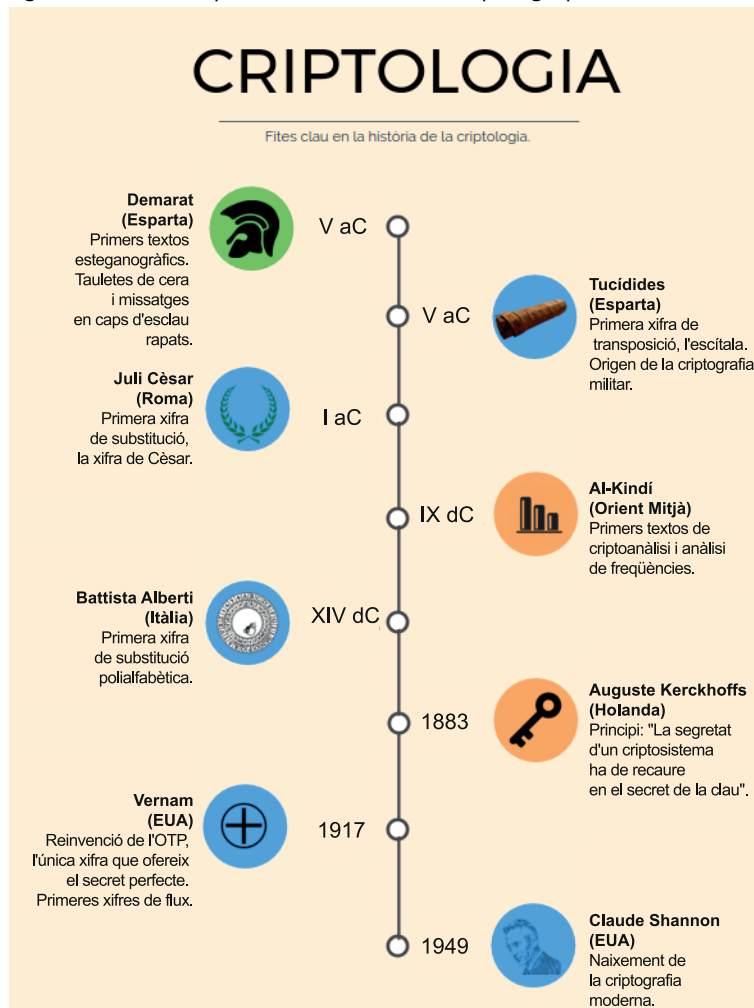 CRIPTOLOGIA
Fites clau en la història de la criptologia.
Demarat
(Esparta)
Primers textos
esteganogràfics.
Tauletes de cera
i missatges
en caps d'esclau
rapats.
V aC
V aC
Tucídides
(Esparta)
Primera xifra de
transposició, l'escítala.
Origen de la criptografia
militar.
Juli Cèsar
(Roma)
Primera xifra
de substitució,
la xifra de Cèsar.
I aC
IX dC
Al-Kindí
(Orient Mitjà)
Primers textos de
criptoanàlisi i anàlisi
de freqüències.
Battista Alberti
(Itàlia)
Primera xifra
de substitució
polialfabètica.
XIV dC
1883
Auguste Kerckhoffs
(Holanda)
Principi: "La segretat
d'un criptosistema
ha de recaure
en el secret de la clau".
Vernam
(EUA)
Reinvenció de l'OTP,
l'única xifra que ofereix
el secret perfecte.
Primeres xifres de flux.
1917
1949
Claude Shannon
(EUA)
Naixement de
la criptografia
moderna.